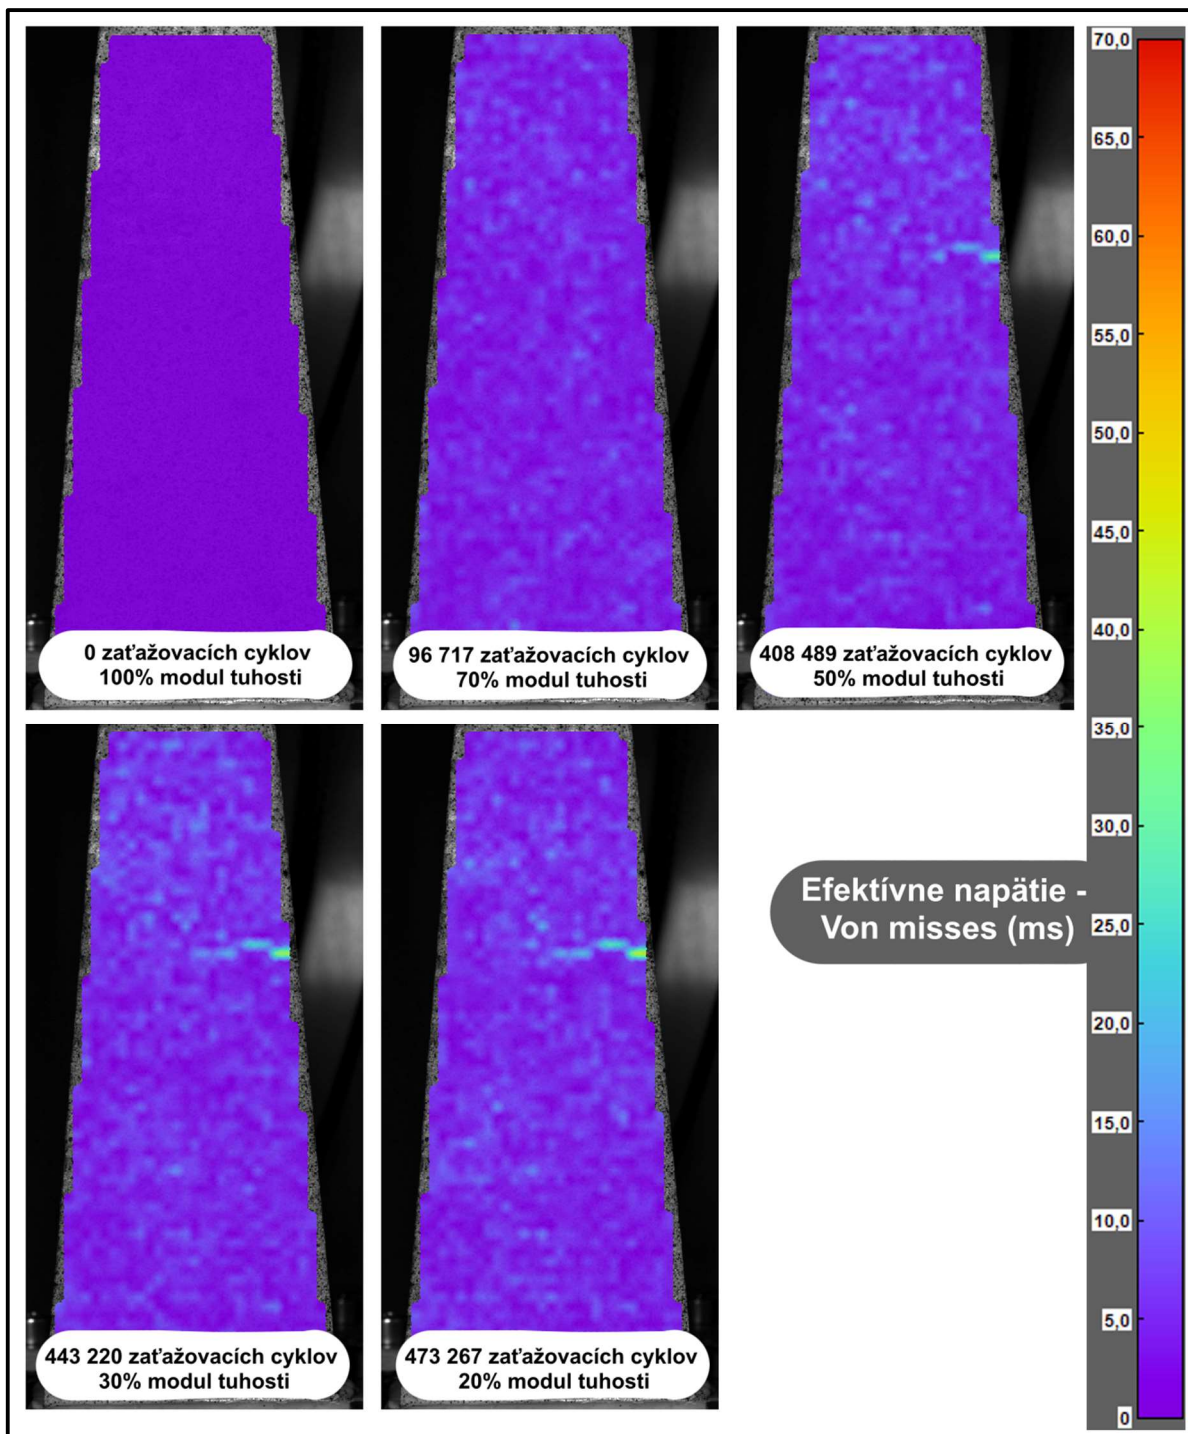 0 zaťažovacích cyklov
100% modul tuhosti
96 717 zaťažovacích cyklov
70% modul tuhosti
408 489 zaťažovacích cyklov
50% modul tuhosti
443 220 zaťažovacích cyklov
30% modul tuhosti
473 267 zaťažovacích cyklov
20% modul tuhosti
Efektívne napätie -
Von misses (ms)
70,0
65,0
60,0
55,0
50,0
45,0
40,0
35,0
30,0
25,0
20,0
15,0
10,0
5,0
0